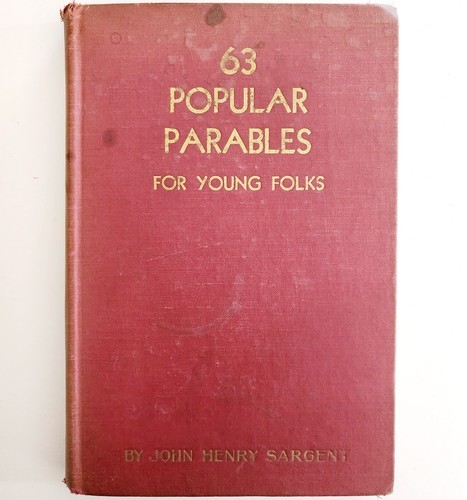 63
POPULAR
PARABLES
FOR YOUNG FOLKS
BY JOHN HENRY SARGENT